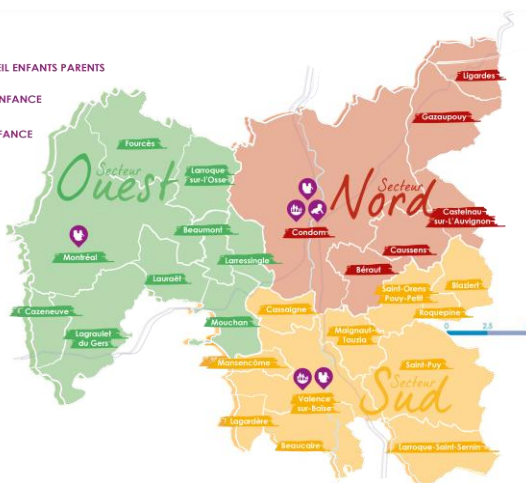 EIL ENFANTS PARENTS
NFANCE
FANCE
Ligardes
Gazaupouy
Fourcès
Secteur
Ouest
Larroque
sur-l'Osse
Secteur
Nord
Castelnau
sur-L'Auvignon
Beaumont
Condom
Montréal
Larressingle
Caussens
Béraut
Lauraët
Saint-Orens
Pouy-Petit
Blaziert
Cazeneuve
Cassaigne
Roquepine
Mouchan
Maignaut
Tauzia
0 2.5
Lagraulet
du Gers
Mansencôme
Saint-Puy
Secteur
Sud
Valence
sur-Baïse
Lagardère
Beaucaire
Larroque-Saint-Sernin